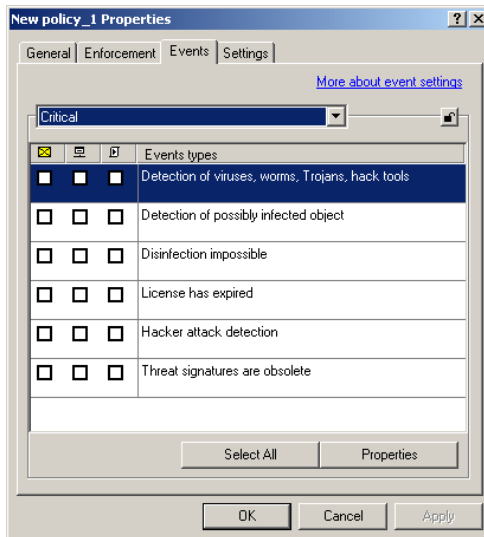 New policy_1 Properties
General Enforcement Events Settings
More about event settings
Critical
Events types
Detection of viruses, worms, Trojans, hack tools
Detection of possibly infected object
Disinfection impossible
License has expired
Hacker attack detection
Threat signatures are obsolete
Select All Properties
OK Cancel Apply